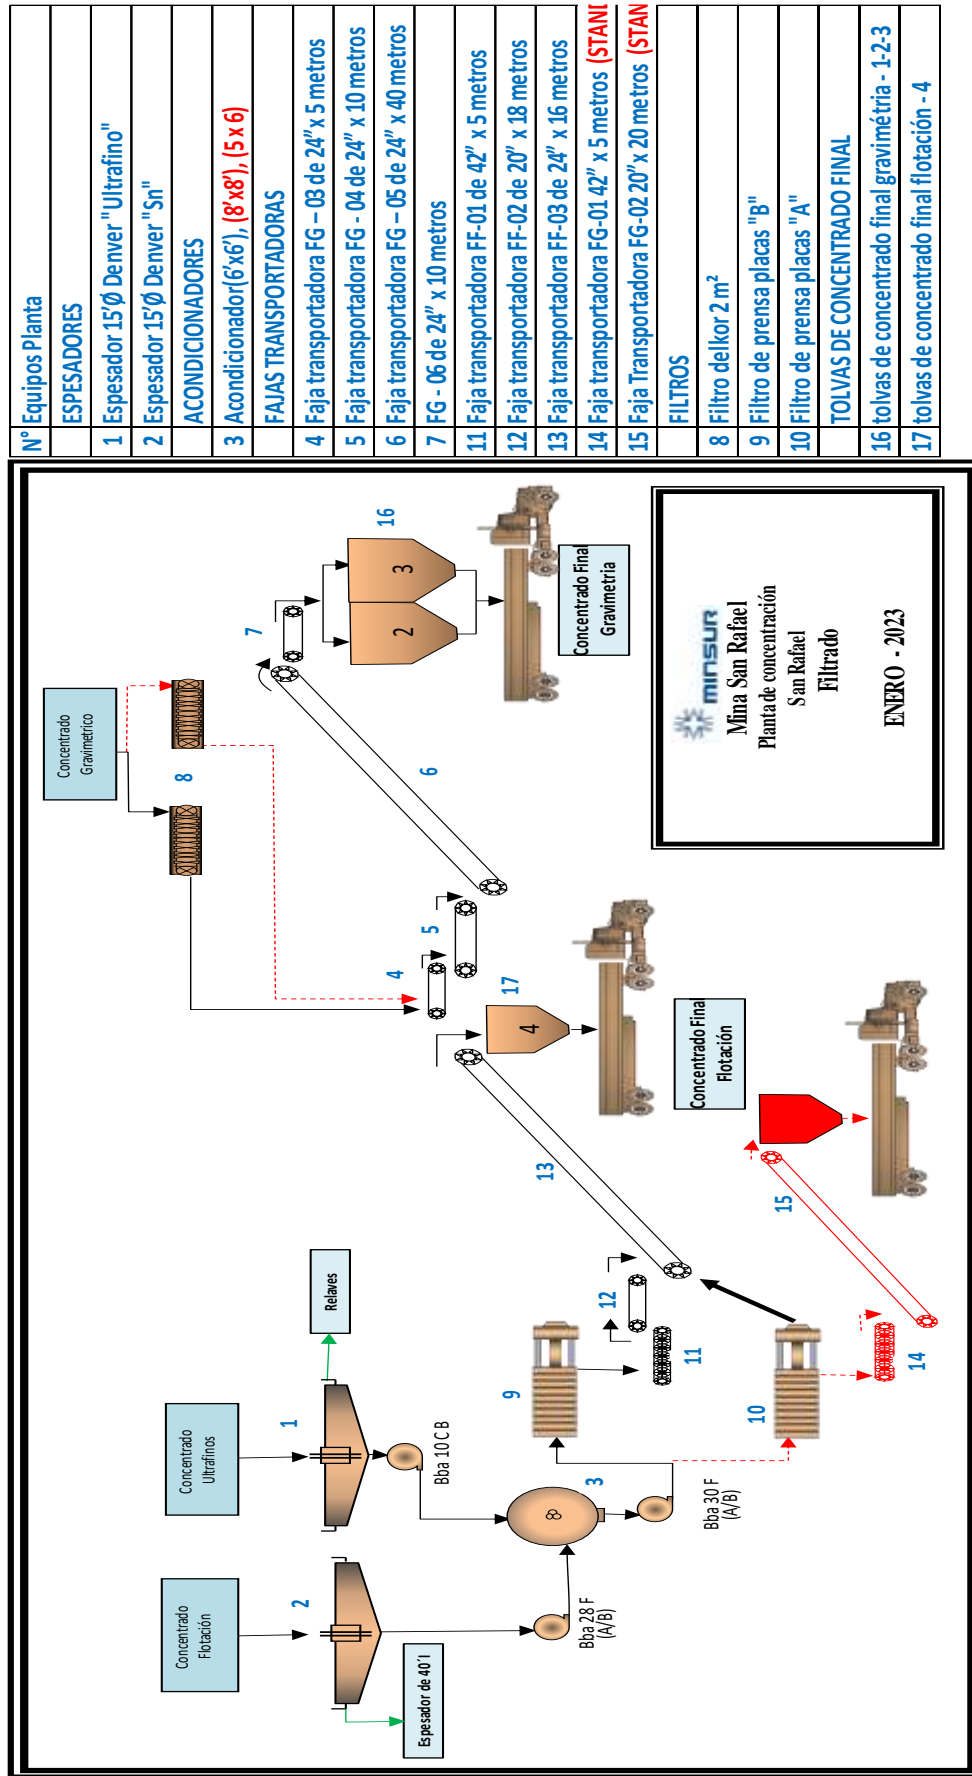 Concentrado
Flotación
Concentrado
Ultrafinos
Concentrado
Gravimetrico
2
1
8
7
Espesador de 40´I
Relaves
Bba 10 C B
16
2
3
6
5
4
Concentrado Final
Gravimetria
Bba 28 F
(A/B)
8
3
Bba 30 F
(A/B)
9
11
12
13
17
4
Concentrado Final
Flotación
10
14
15
minsur
Mina San Rafael
Planta de concentración
San Rafael
Filtrado
ENERO - 2023
N° Equipos Planta
ESPESADORES
1 Espesador 15'Ø Denver "Ultrafino"
2 Espesador 15'Ø Denver "Sn"
ACONDICIONADORES
3 Acondicionador(6'x6'), (8'x8'), (5 x 6)
FAJAS TRANSPORTADORAS
4 Faja transportadora FG – 03 de 24" x 5 metros
5 Faja transportadora FG - 04 de 24" x 10 metros
6 Faja transportadora FG – 05 de 24" x 40 metros
7 FG - 06 de 24" x 10 metros
11 Faja transportadora FF-01 de 42" x 5 metros
12 Faja transportadora FF-02 de 20" x 18 metros
13 Faja transportadora FF-03 de 24" x 16 metros
14 Faja transportadora FG-01 42" x 5 metros (STAND
15 Faja Transportadora FG-02 20"x 20 metros (STAN
FILTROS
8 Filtro delkor 2 m²
9 Filtro de prensa placas "B"
10 Filtro de prensa placas "A"
TOLVAS DE CONCENTRADO FINAL
16 tolvas de concentrado final gravimétria - 1-2-3
17 tolvas de concentrado final flotación - 4